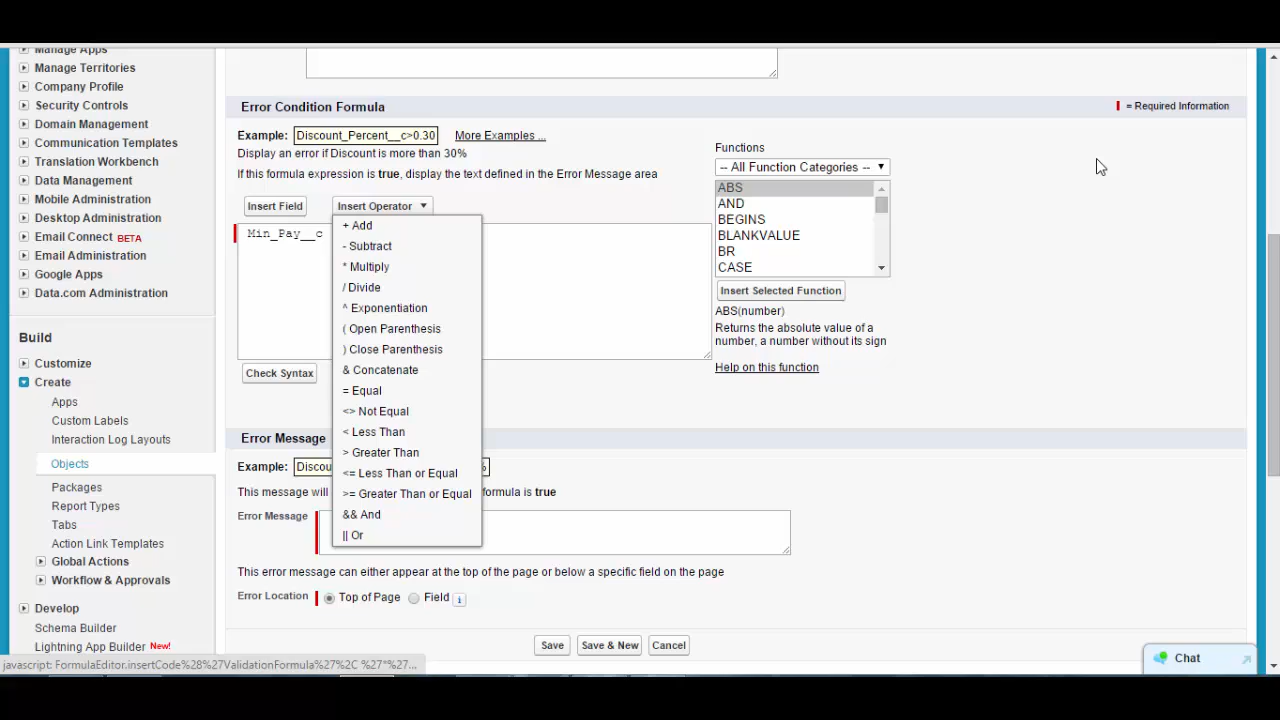 Manage Apps
Manage Territories
Company Profile
Security Controls
Domain Management
Communication Templates
Translation Workbench
Data Management
Mobile Administration
Desktop Administration
Email Connect BETA
Email Administration
Google Apps
Data.com Administration
Build
Customize
Create
Apps
Custom Labels
Interaction Log Layouts
Objects
Packages
Report Types
Tabs
Action Link Templates
Global Actions
Workflow & Approvals
Develop
Schema Builder
Lightning App Builder New!
javascript: FormulaEditor.insertCode%28%27ValidationFormula%27%2C %27*%27...
Error Condition Formula
= Required Information
Example: Discount_Percent__c>0.30 More Examples ...
Display an error if Discount is more than 30%
If this formula expression is true, display the text defined in the Error Message area
Insert Field
Insert Operator
Min_Pay__c
+ Add
- Subtract
* Multiply
/ Divide
^ Exponentiation
( Open Parenthesis
) Close Parenthesis
& Concatenate
= Equal
<> Not Equal
< Less Than
> Greater Than
<= Less Than or Equal
>= Greater Than or Equal
&& And
|| Or
Check Syntax
Functions
-- All Function Categories --
ABS
AND
BEGINS
BLANKVALUE
BR
CASE
Insert Selected Function
ABS(number)
Returns the absolute value of a
number, a number without its sign
Help on this function
Error Message
Example: Discou %
This message will formula is true
Error Message
This error message can either appear at the top of the page or below a specific field on the page
Error Location Top of Page Field i
Save
Save & New
Cancel
Chat